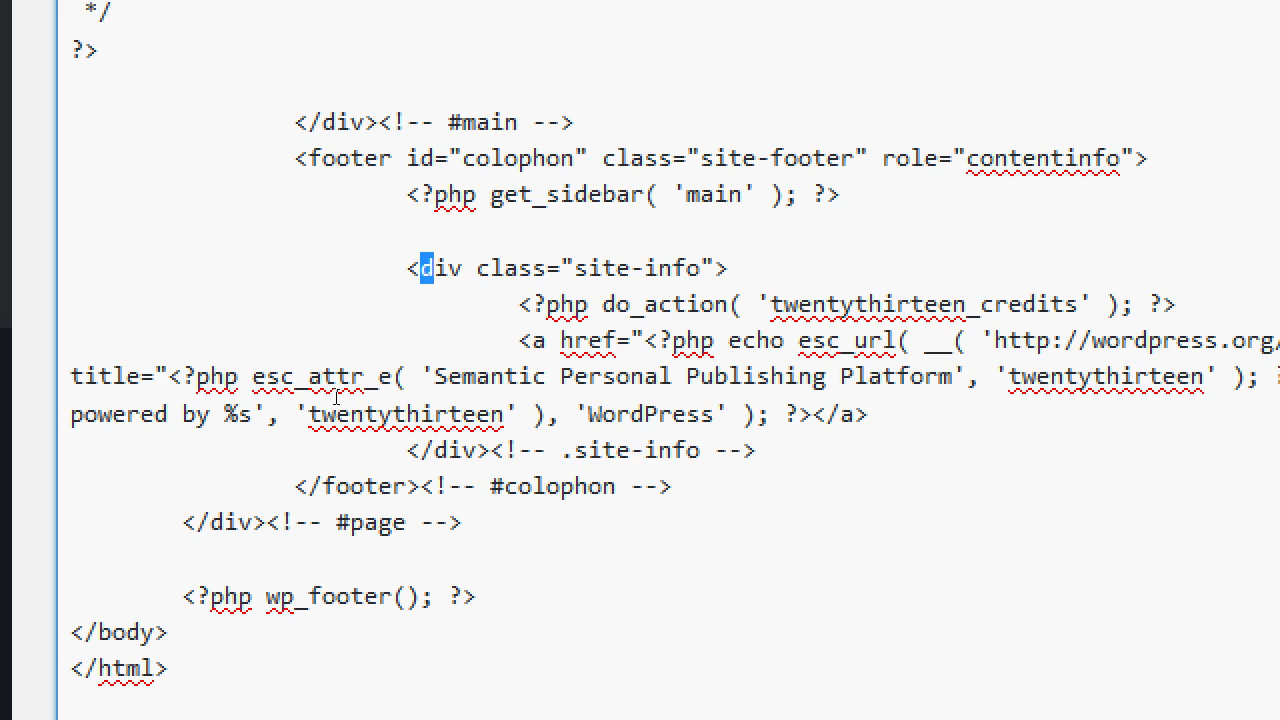 */
?>
</div><!-- #main -->
<footer id="colophon" class="site-footer" role="contentinfo">
<?php get_sidebar( 'main' ); ?>
<div class="site-info">
<?php do_action( 'twentythirteen_credits' ); ?>
<a href="<?php echo esc_url( __( 'http://wordpress.org/
title="<?php esc_attr_e( 'Semantic Personal Publishing Platform', 'twentythirteen' ); ?
powered by %s', 'twentythirteen' ), 'WordPress' ); ?></a>
</div><!-- .site-info -->
</footer><!-- #colophon -->
</div><!-- #page -->
<?php wp_footer(); ?>
</body>
</html>